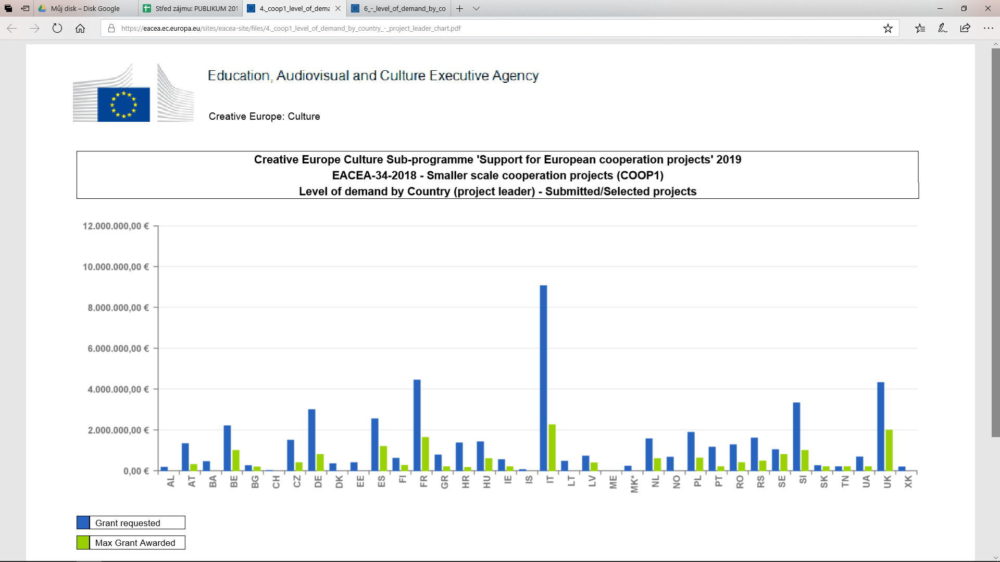 Můj disk – Disk Google
Střed zájmu: PUBLIKUM 201
4._coop1_level_of_dema
6_-_level_of_demand_by_co
https://eacea.ec.europa.eu/sites/eacea-site/files/4._coop1_level_of_demand_by_country_-_project_leader_chart.pdf
Education, Audiovisual and Culture Executive Agency
Creative Europe: Culture
Creative Europe Culture Sub-programme 'Support for European cooperation projects' 2019
EACEA-34-2018 - Smaller scale cooperation projects (COOP1)
Level of demand by Country (project leader) - Submitted/Selected projects
12.000.000,00 €
10.000.000,00 €
8.000.000,00 €
6.000.000,00 €
4.000.000,00 €
2.000.000,00 €
0,00 €
AL AT BA BE BG CH CZ DE DK EE ES FI FR GR HR HU IE IS IT LT LV ME MK* NL NO PL PT RO RS SE SI SK TN UA UK XK
Grant requested
Max Grant Awarded